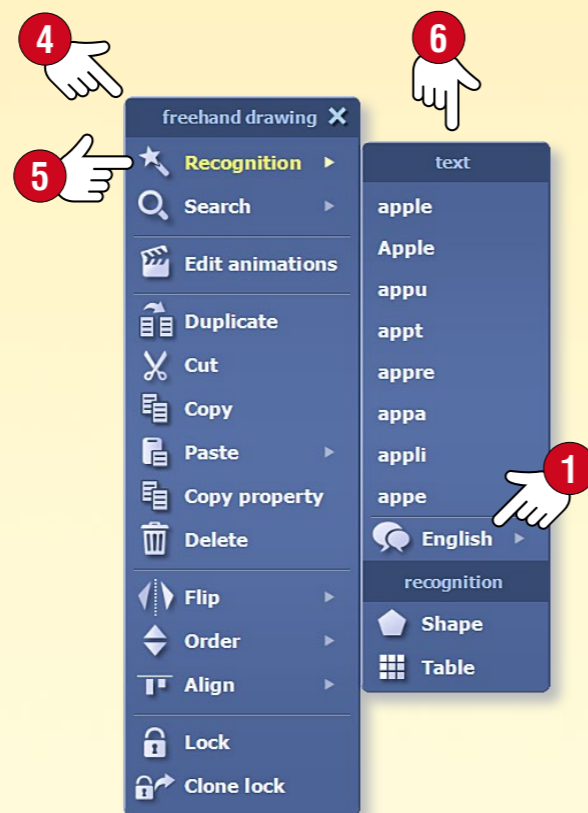 4
6
freehand drawing
5
Recognition
Search
Edit animations
Duplicate
Cut
Copy
Paste
Copy property
Delete
Flip
Order
Align
Lock
Clone lock
text
apple
Apple
appu
appt
appre
appa
appli
appe
1
English
recognition
Shape
Table